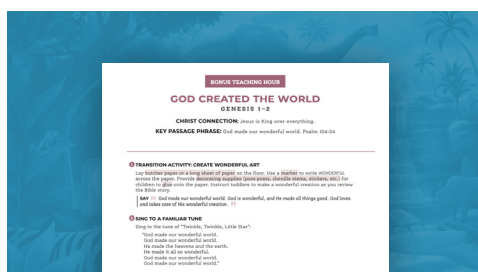 BONUS TEACHING HOUR
GOD CREATED THE WORLD
GENESIS 1–2
CHRIST CONNECTION: Jesus is King over everything.
KEY PASSAGE PHRASE: God made our wonderful world. Psalm 104:24
1 TRANSITION ACTIVITY: CREATE WONDERFUL ART
Lay butcher paper or a long sheet of paper on the floor. Use a marker to write WONDERFUL
across the paper. Provide decorating supplies (pom-poms, chenille stems, stickers, etc.) for
children to glue onto the paper. Instruct toddlers to make a wonderful creation as you review
the Bible story.
SAY God made our wonderful world. God is wonderful, and He made all things good. God loves
and takes care of His wonderful creation.
2 SING TO A FAMILIAR TUNE
Sing to the tune of "Twinkle, Twinkle, Little Star":
"God made our wonderful world.
God made our wonderful world.
He made the heavens and the earth.
He made it all so wonderful.
God made our wonderful world.
God made our wonderful world."